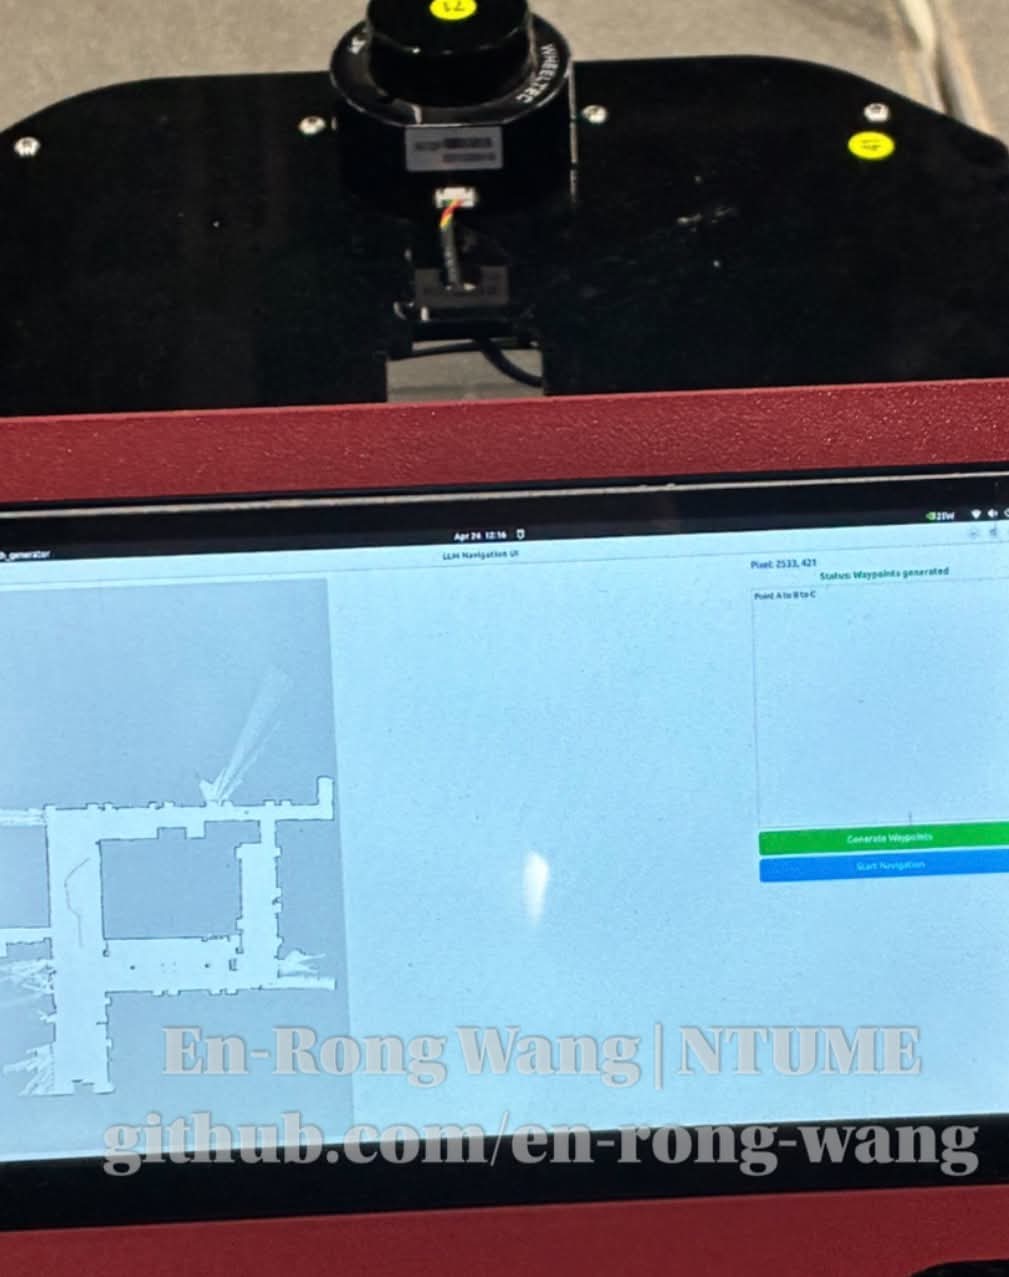 71
WHEELTEC
Apr 24 12:16
LLM Navigation UI
Pixel: 2533, 421
Status: Waypoints generated
Point A to B to C
Generate Waypoints
Start Navigation
En-Rong Wang | NTUME
github.com/en-rong-wang